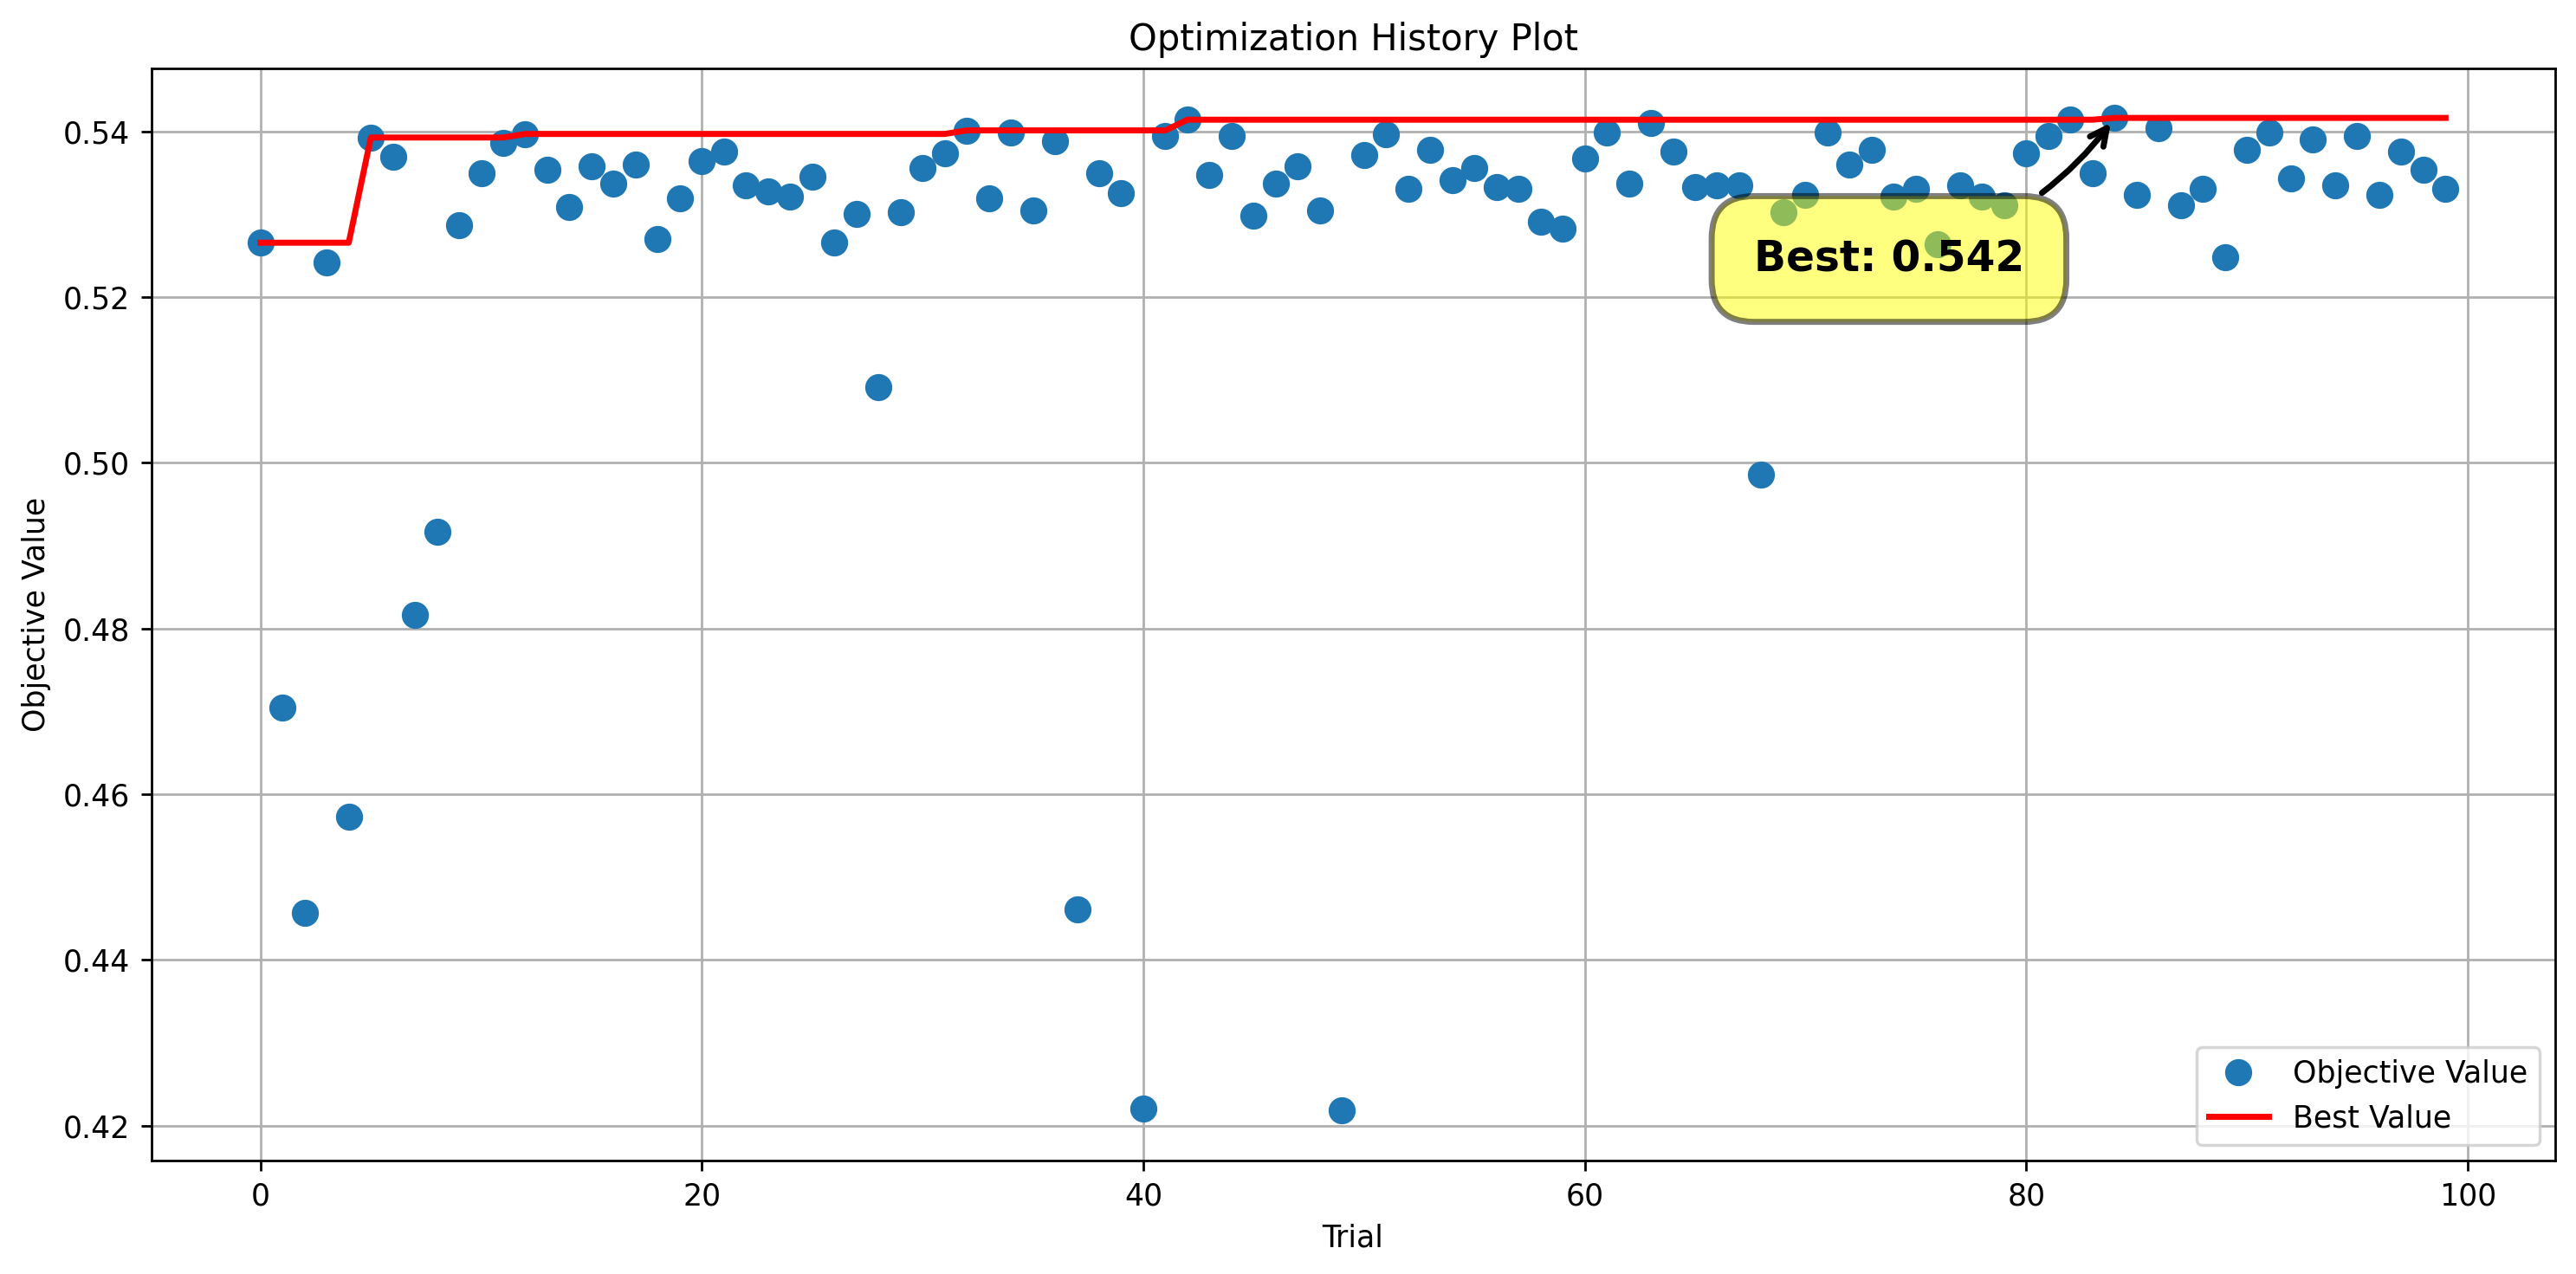 Optimization History Plot
Objective Value
0.54
0.52
0.50
0.48
0.46
0.44
0.42
Best: 0.542
Objective Value
Best Value
0
20
40
60
80
100
Trial